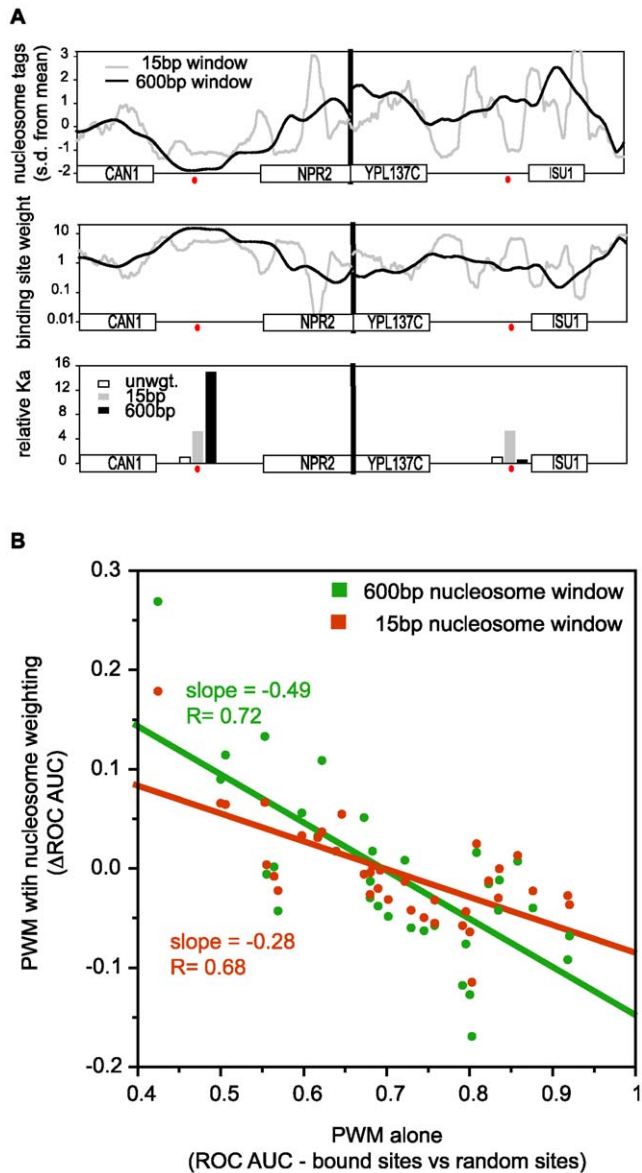 A
nucleosome tags
(s.d. from mean)
3
2
1
0
-1
-2
15bp window
600bp window
CAN1
NPR2
YPL137C
ISU1
binding site weight
10
1
0.1
0.01
CAN1
NPR2
YPL137C
ISU1
relative Ka
16
12
8
4
0
unwgt.
15bp
600bp
CAN1
NPR2
YPL137C
ISU1
B
PWM wtih nucleosome weighting
(ΔROC AUC)
0.3
0.2
0.1
0.0
-0.1
-0.2
600bp nucleosome window
15bp nucleosome window
slope = -0.49
R= 0.72
slope = -0.28
R= 0.68
0.4 0.5 0.6 0.7 0.8 0.9 1
PWM alone
(ROC AUC - bound sites vs random sites)